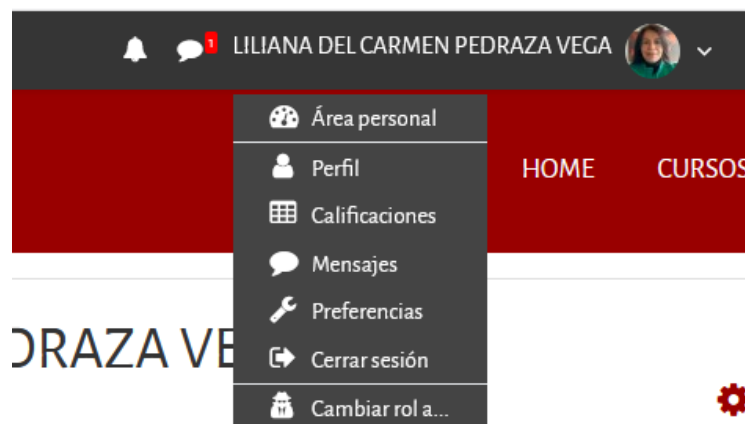 1 LILIANA DEL CARMEN PEDRAZA VEGA
Área personal
HOME CURSOS
Perfil
Calificaciones
Mensajes
Preferencias
DRAZA VE
Cerrar sesión
Cambiar rol a...